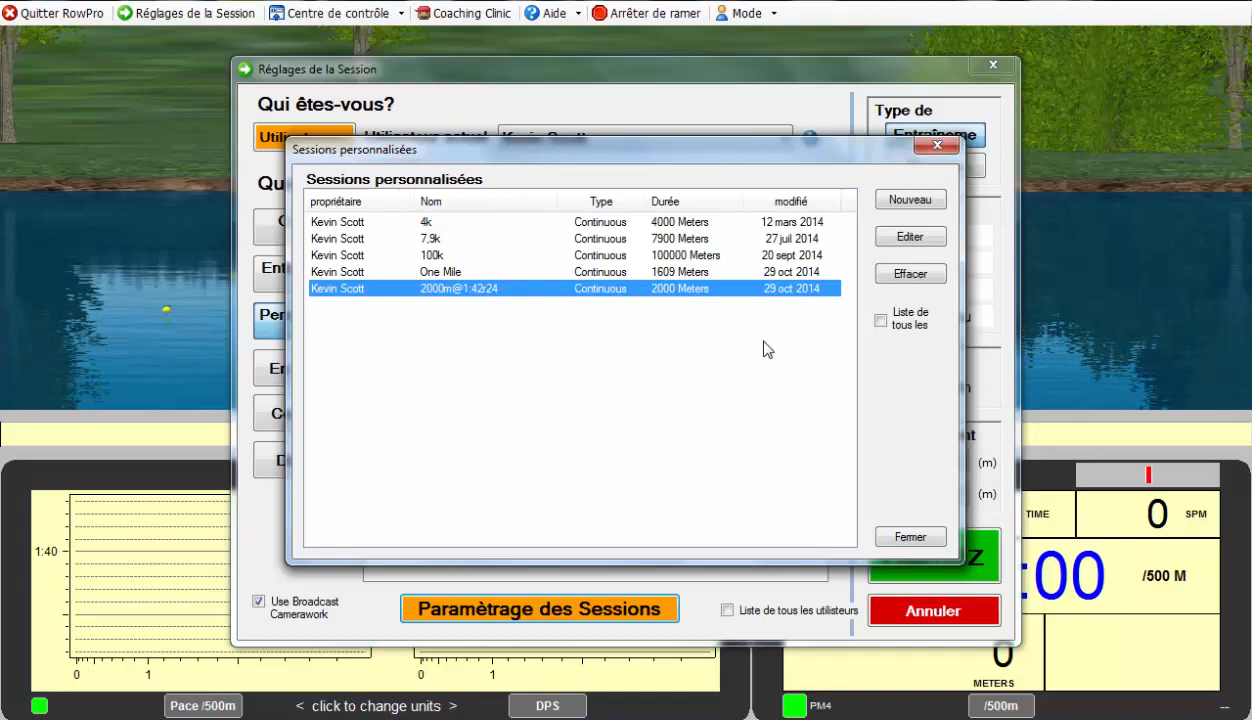 Quitter RowPro Réglages de la Session Centre de contrôle Coaching Clinic Aide Arrêter de ramer Mode
Réglages de la Session
Qui êtes-vous?
Type de
Kevin Scott
Sessions personnalisées
Sessions personnalisées
propriétaire Nom Type Durée modifié
Kevin Scott 4k Continuous 4000 Meters 12 mars 2014
Kevin Scott 7,9k Continuous 7900 Meters 27 juil 2014
Kevin Scott 100k Continuous 100000 Meters 20 sept 2014
Kevin Scott One Mile Continuous 1609 Meters 29 oct 2014
Kevin Scott 2000m@1:42r24 Continuous 2000 Meters 29 oct 2014
Nouveau
Editer
Effacer
Liste de
tous les
Fermer
(m)
(m)
Use Broadcast
Camerawork
Paramètrage des Sessions
Liste de tous les utilisteurs
Annuler
1:40
0 1
0 1
TIME
0 SPM
:00 /500 M
0
METERS
Pace /500m < click to change units > DPS
PM4 /500m --